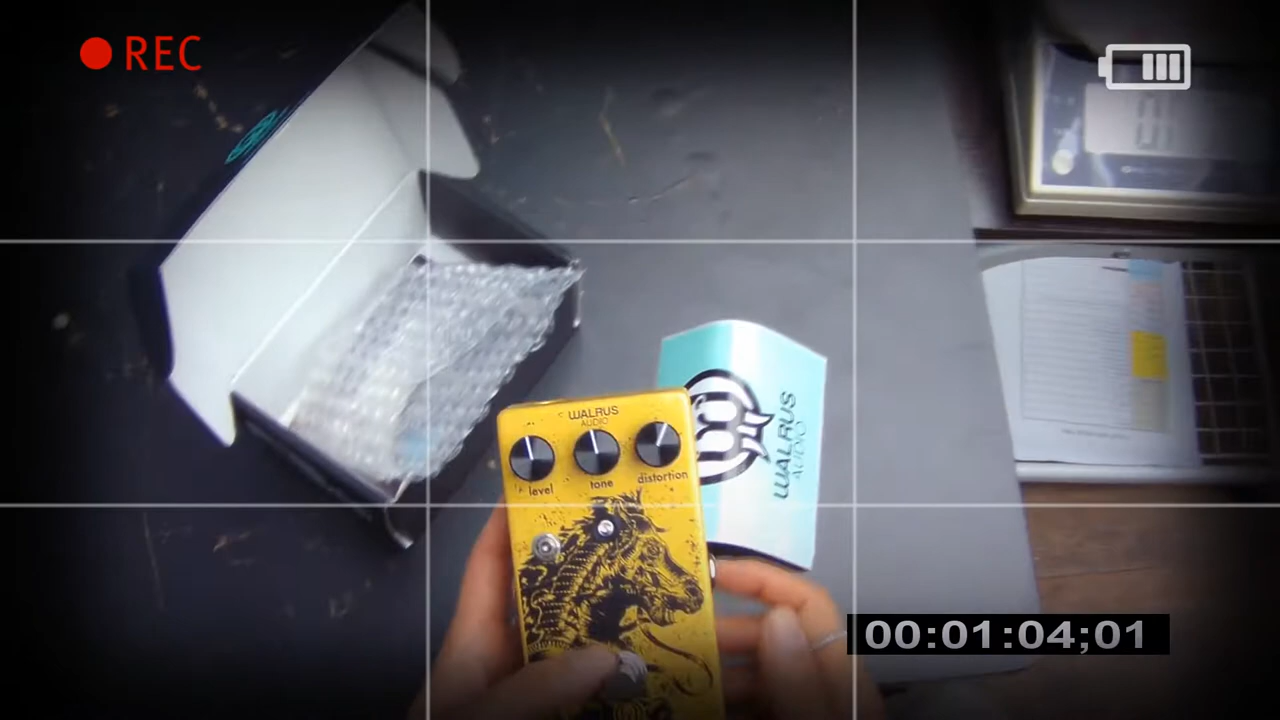 REC
WALRUS
AUDIO
level
tone
distortion
WALRUS
AUDIO
00:01:04;01